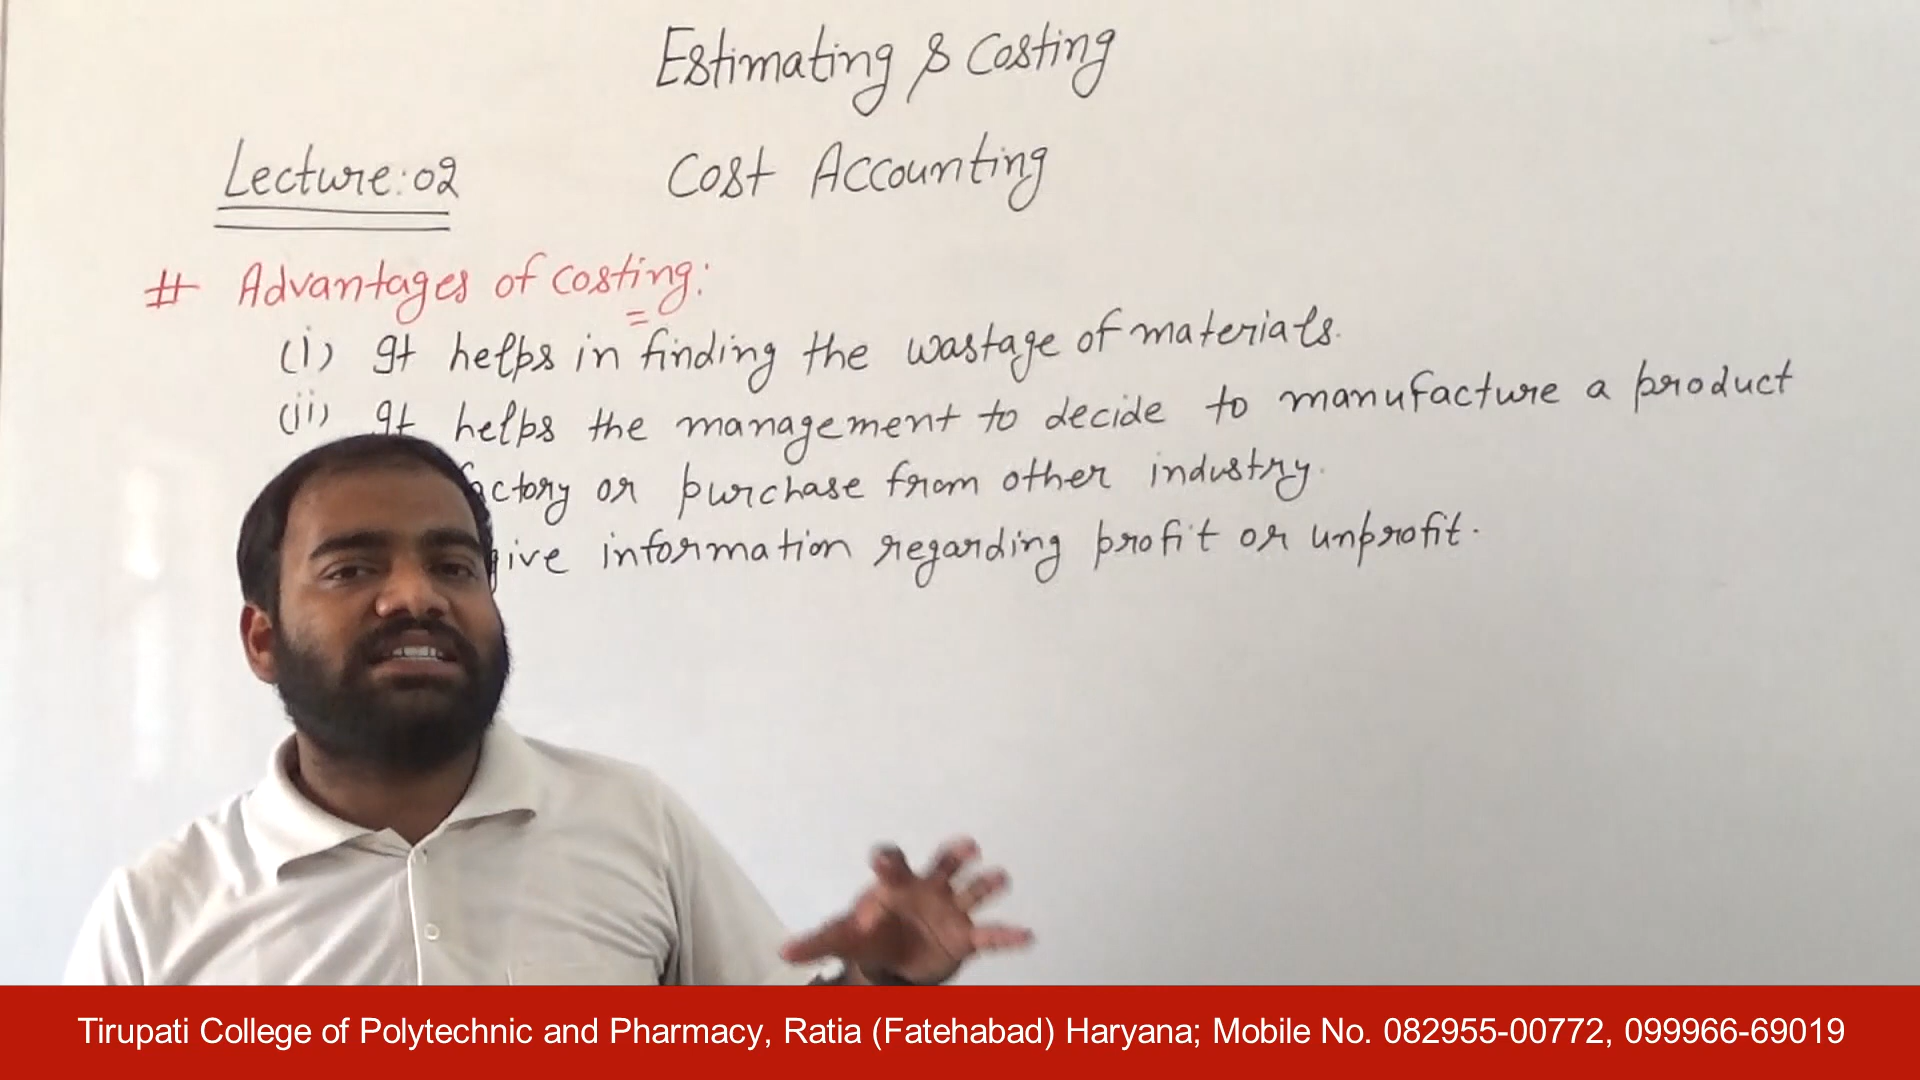 Estimating & Costing
Lecture: 02 Cost Accounting
# Advantages of costing:
(i) It helps in finding the wastage of materials.
(ii) It helps the management to decide to manufacture a product
actory or purchase from other industry.
give information regarding profit or unprofit.
Tirupati College of Polytechnic and Pharmacy, Ratia (Fatehabad) Haryana; Mobile No. 082955-00772, 099966-69019